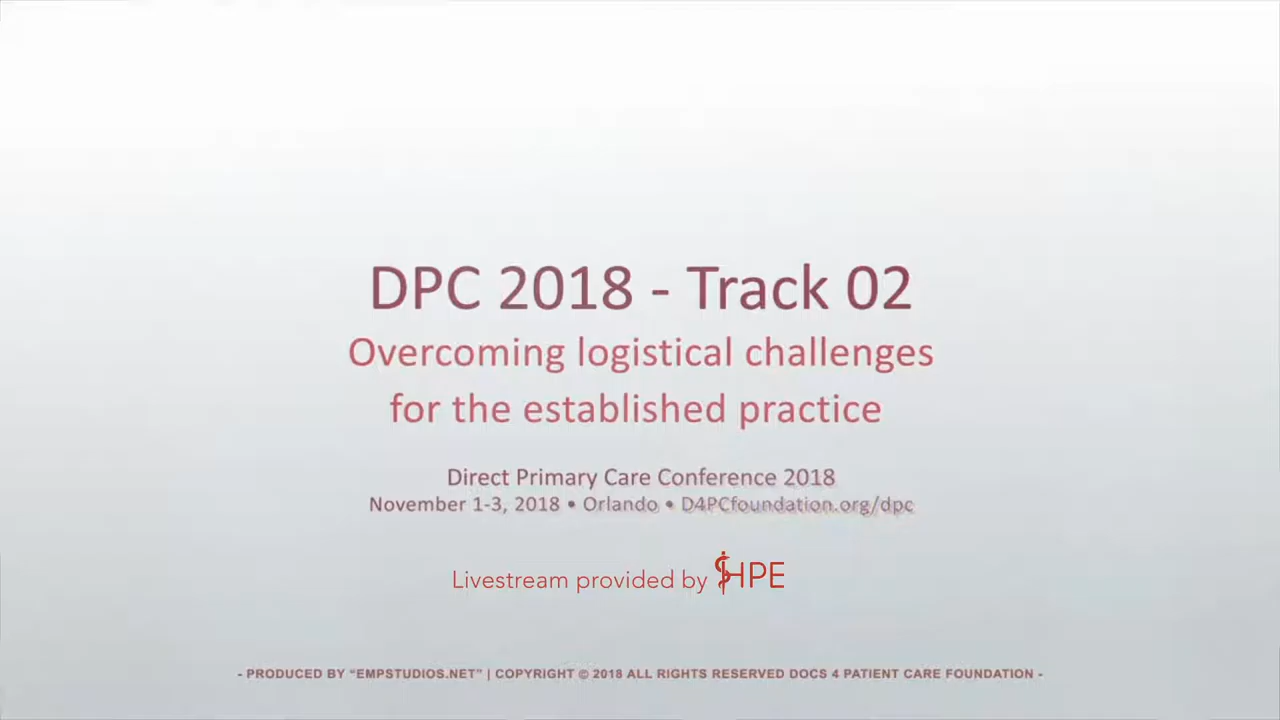 DPC 2018 - Track 02
Overcoming logistical challenges
for the established practice
Direct Primary Care Conference 2018
November 1-3, 2018 • Orlando • D4PCfoundation.org/dpc
Livestream provided by HPE
- PRODUCED BY “EMPSTUDIOS.NET” | COPYRIGHT © 2018 ALL RIGHTS RESERVED DOCS 4 PATIENT CARE FOUNDATION -